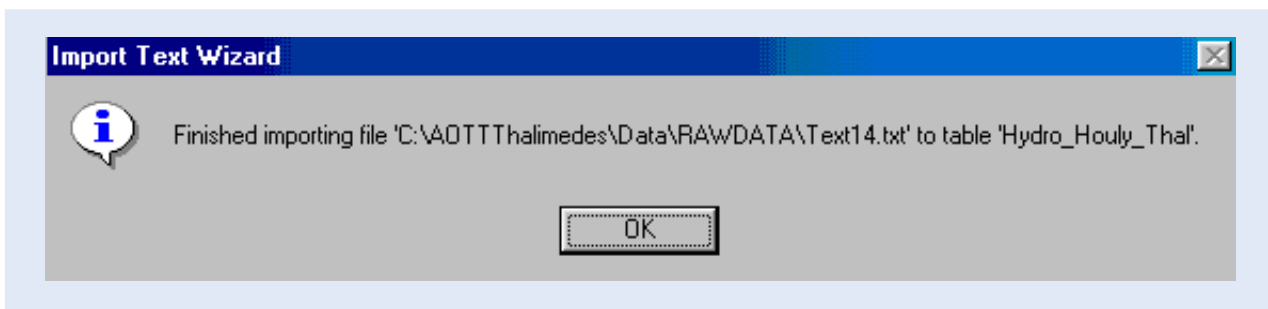 Import Text Wizard
Finished importing file 'C:\AOTTThalimedes\Data\RAWDATA\Text14.txt' to table 'Hydro_Houly_Thal'.
OK